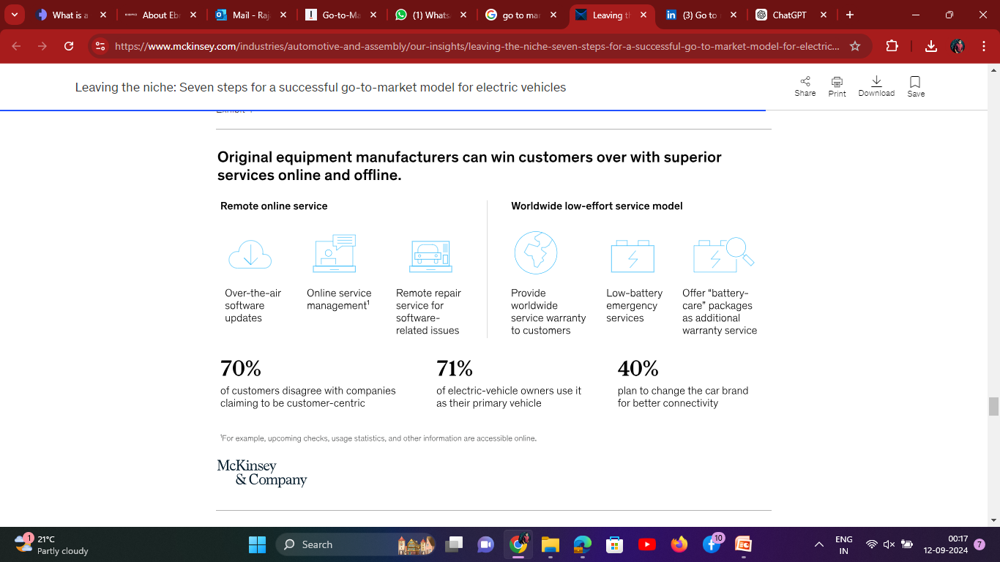 What is a
About Ebr
Mail - Raja
Go-to-Ma
(1) Whats
go to mar
Leaving th
(3) Go to
ChatGPT
https://www.mckinsey.com/industries/automotive-and-assembly/our-insights/leaving-the-niche-seven-steps-for-a-successful-go-to-market-model-for-electric...
Leaving the niche: Seven steps for a successful go-to-market model for electric vehicles
Share
Print
Download
Save
Original equipment manufacturers can win customers over with superior
services online and offline.
Remote online service
Over-the-air
software
updates
Online service
management¹
Remote repair
service for
software-
related issues
Worldwide low-effort service model
Provide
worldwide
service warranty
to customers
Low-battery
emergency
services
Offer “battery-
care” packages
as additional
warranty service
70%
of customers disagree with companies
claiming to be customer-centric
71%
of electric-vehicle owners use it
as their primary vehicle
40%
plan to change the car brand
for better connectivity
¹For example, upcoming checks, usage statistics, and other information are accessible online.
McKinsey
& Company
1
21°C
Partly cloudy
Search
10
ENG
IN
00:17
12-09-2024
7